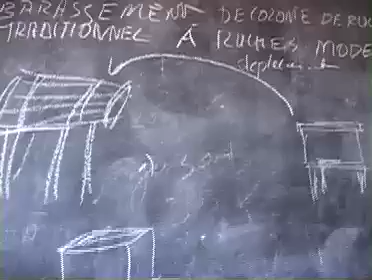 BARASSEMENT DE COLONIE DE RUC
TRADITIONNEL À RUCHES MODE
déplacement